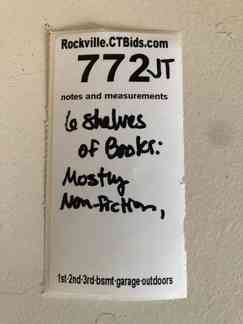 Rockville.CTBids.com
772JT
notes and measurements
6 Shelves
of Books:
Mostly
Non-fiction,
1st-2nd-3rd-bsmt-garage-outdoors